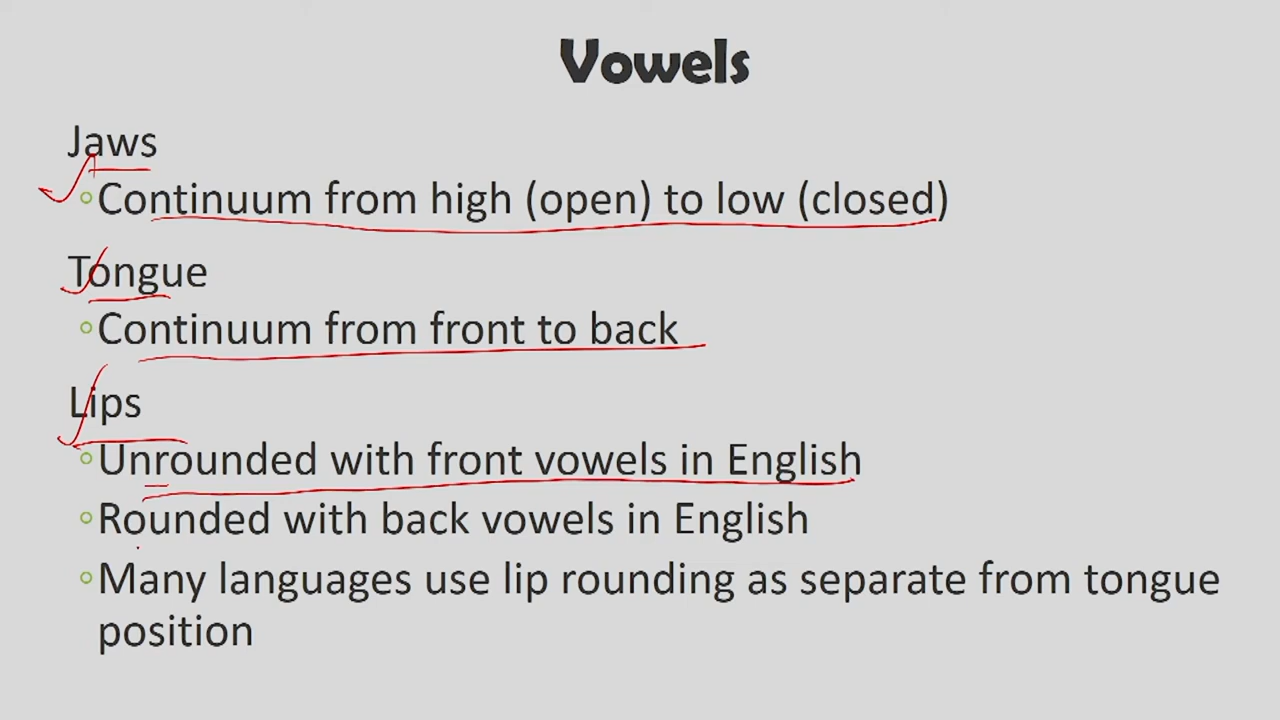 Vowels
Jaws
◦Continuum from high (open) to low (closed)
Tongue
◦Continuum from front to back
Lips
◦Unrounded with front vowels in English
◦Rounded with back vowels in English
◦Many languages use lip rounding as separate from tongue
position